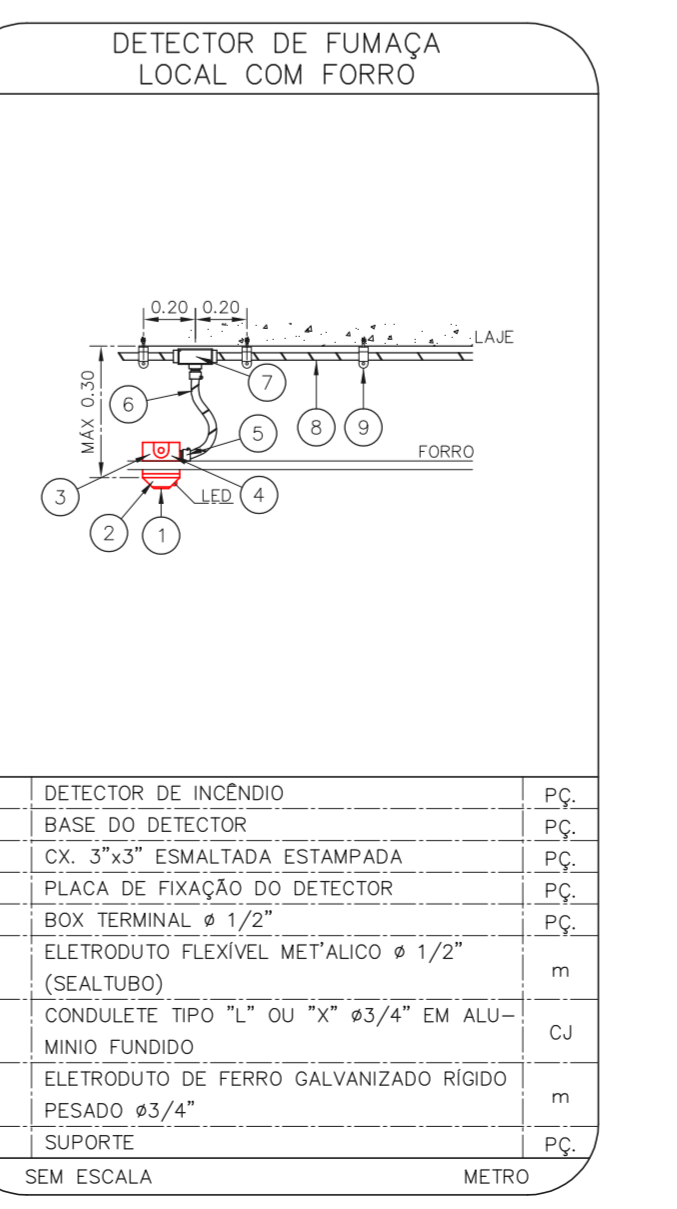 DETECTOR DE FUMAÇA
LOCAL COM FORRO
0.20 0.20
LAJE
MÁX 0.30
7
6
8
9
5
FORRO
3
LED
4
2
1
DETECTOR DE INCÊNDIO PÇ.
BASE DO DETECTOR PÇ.
CX. 3"x3" ESMALTADA ESTAMPADA PÇ.
PLACA DE FIXAÇÃO DO DETECTOR PÇ.
BOX TERMINAL ø 1/2" PÇ.
ELETRODUTO FLEXÍVEL MET'ALICO ø 1/2"
(SEALTUBO) m
CONDULETE TIPO "L" OU "X" ø3/4" EM ALU-
MINIO FUNDIDO CJ
ELETRODUTO DE FERRO GALVANIZADO RÍGIDO
PESADO ø3/4" m
SUPORTE PÇ.
SEM ESCALA METRO